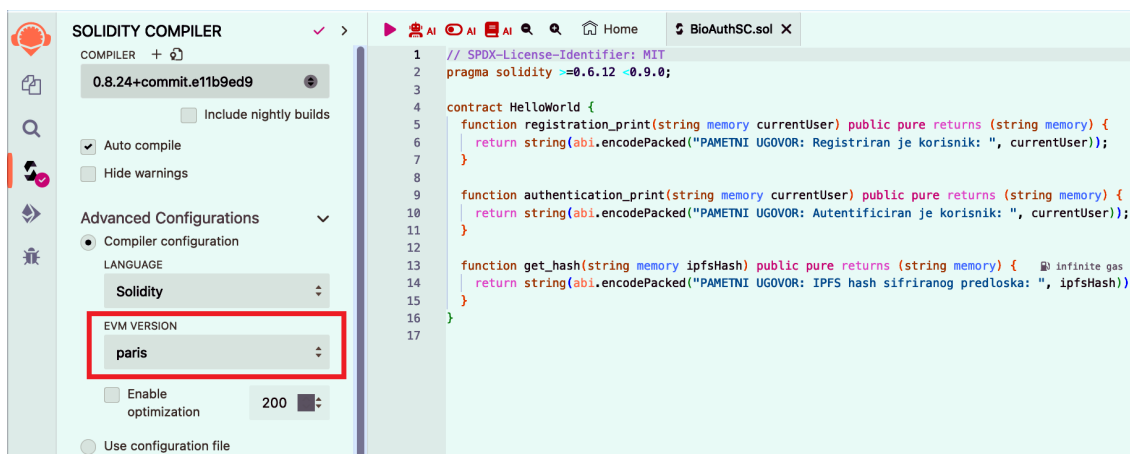 SOLIDITY COMPILER
COMPILER
0.8.24+commit.e11b9ed9
Include nightly builds
Auto compile
Hide warnings
Advanced Configurations
Compiler configuration
LANGUAGE
Solidity
EVM VERSION
paris
Enable
optimization
200
Use configuration file
AI AI AI Home BioAuthSC.sol
1 // SPDX-License-Identifier: MIT
2 pragma solidity >=0.6.12 <0.9.0;
3
4 contract HelloWorld {
5 function registration_print(string memory currentUser) public pure returns (string memory) {
6 return string(abi.encodePacked("PAMETNI UGOVOR: Registriran je korisnik: ", currentUser));
7 }
8
9 function authentication_print(string memory currentUser) public pure returns (string memory) {
10 return string(abi.encodePacked("PAMETNI UGOVOR: Autentificiran je korisnik: ", currentUser));
11 }
12
13 function get_hash(string memory ipfsHash) public pure returns (string memory) { infinite gas
14 return string(abi.encodePacked("PAMETNI UGOVOR: IPFS hash sifriranog predloska: ", ipfsHash))
15 }
16 }
17